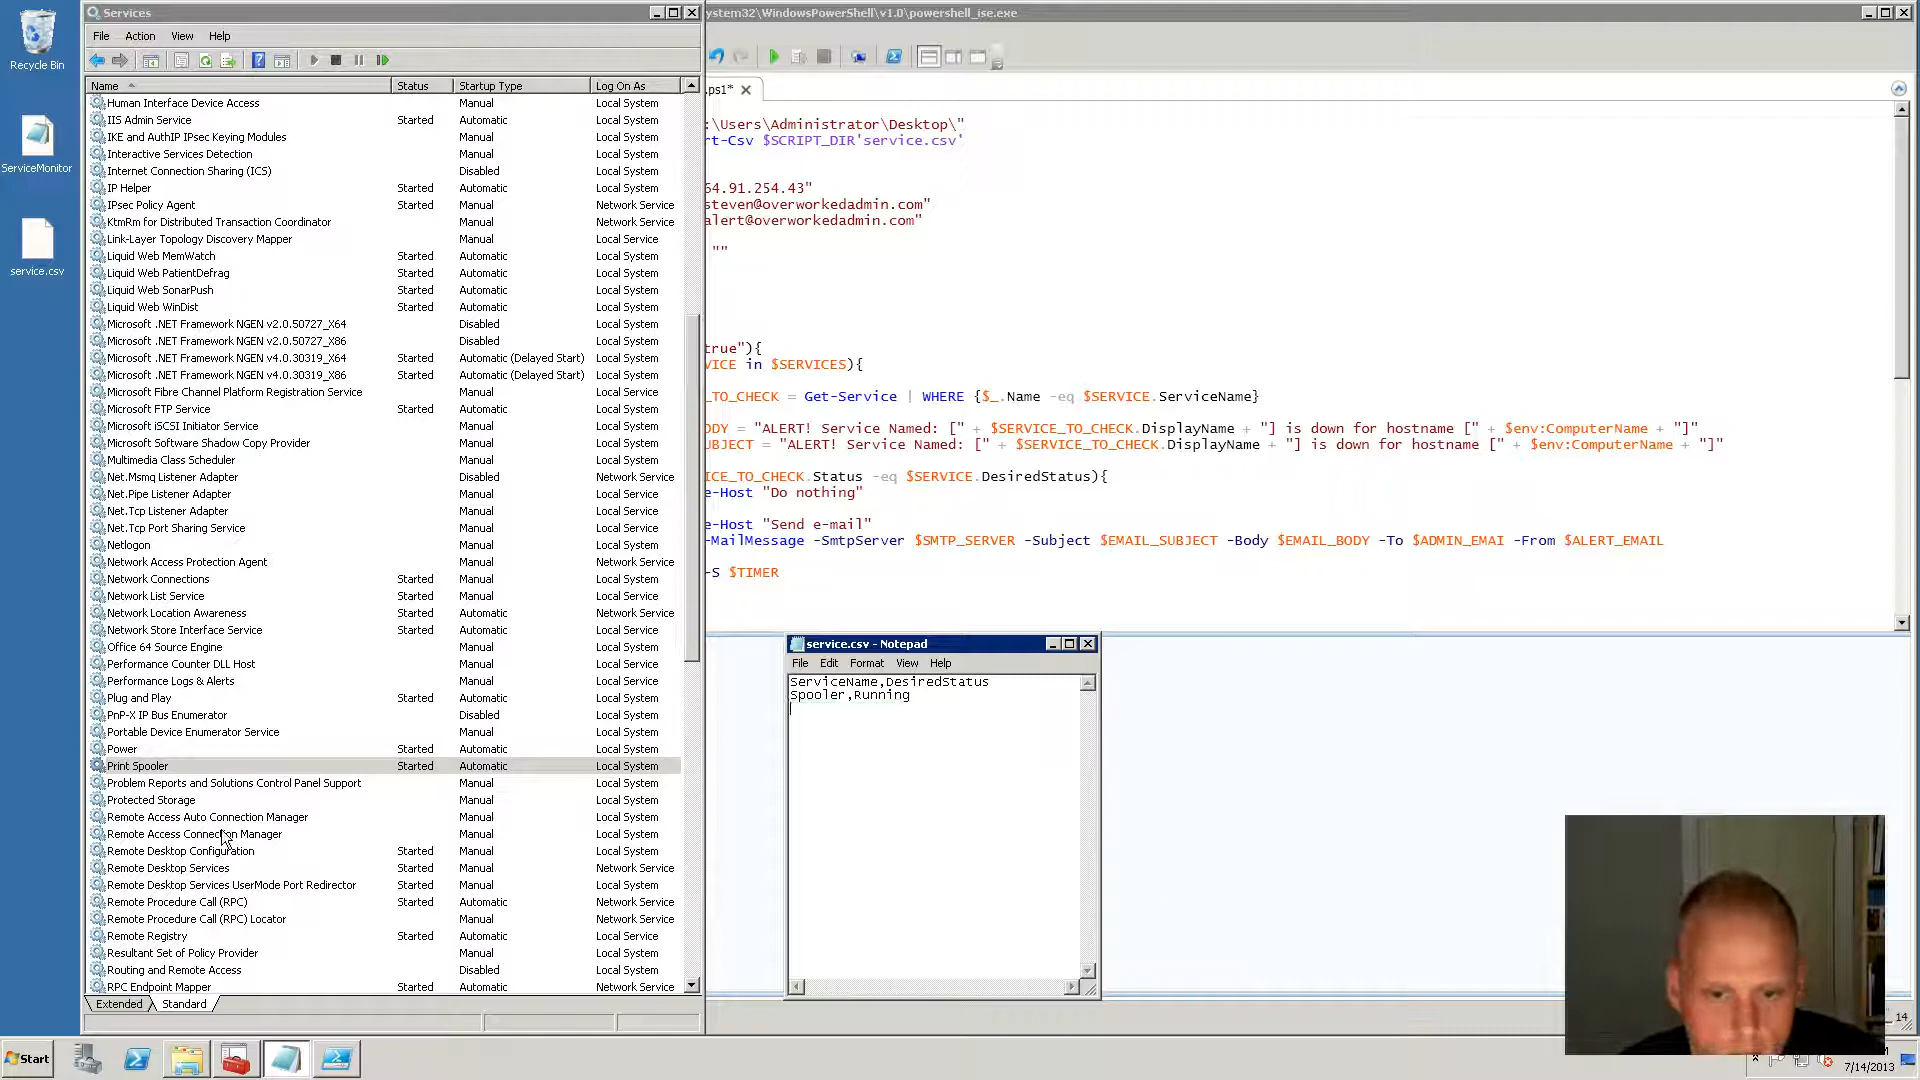 Recycle Bin
ServiceMonitor
service.csv
Services
File Action View Help
Name Status Startup Type Log On As
Human Interface Device Access Manual Local System
IIS Admin Service Started Automatic Local System
IKE and AuthIP IPsec Keying Modules Manual Local System
Interactive Services Detection Manual Local System
Internet Connection Sharing (ICS) Disabled Local System
IP Helper Started Automatic Local System
IPsec Policy Agent Started Manual Network Service
KtmRm for Distributed Transaction Coordinator Manual Network Service
Link-Layer Topology Discovery Mapper Manual Local Service
Liquid Web MemWatch Started Automatic Local System
Liquid Web PatientDefrag Started Automatic Local System
Liquid Web SonarPush Started Automatic Local System
Liquid Web WinDist Started Automatic Local System
Microsoft .NET Framework NGEN v2.0.50727_X64 Disabled Local System
Microsoft .NET Framework NGEN v2.0.50727_X86 Disabled Local System
Microsoft .NET Framework NGEN v4.0.30319_X64 Started Automatic (Delayed Start) Local System
Microsoft .NET Framework NGEN v4.0.30319_X86 Started Automatic (Delayed Start) Local System
Microsoft Fibre Channel Platform Registration Service Manual Local Service
Microsoft FTP Service Started Automatic Local System
Microsoft iSCSI Initiator Service Manual Local System
Microsoft Software Shadow Copy Provider Manual Local System
Multimedia Class Scheduler Manual Local System
Net.Msmq Listener Adapter Disabled Network Service
Net.Pipe Listener Adapter Manual Local Service
Net.Tcp Listener Adapter Manual Local Service
Net.Tcp Port Sharing Service Manual Local Service
Netlogon Manual Local System
Network Access Protection Agent Manual Network Service
Network Connections Started Manual Local System
Network List Service Started Manual Local Service
Network Location Awareness Started Automatic Network Service
Network Store Interface Service Started Automatic Local Service
Office 64 Source Engine Manual Local System
Performance Counter DLL Host Manual Local Service
Performance Logs & Alerts Manual Local Service
Plug and Play Started Automatic Local System
PnP-X IP Bus Enumerator Disabled Local System
Portable Device Enumerator Service Manual Local System
Power Started Automatic Local System
Print Spooler Started Automatic Local System
Problem Reports and Solutions Control Panel Support Manual Local System
Protected Storage Manual Local System
Remote Access Auto Connection Manager Manual Local System
Remote Access Connection Manager Manual Local System
Remote Desktop Configuration Started Manual Local System
Remote Desktop Services Started Manual Network Service
Remote Desktop Services UserMode Port Redirector Started Manual Local System
Remote Procedure Call (RPC) Started Automatic Network Service
Remote Procedure Call (RPC) Locator Manual Network Service
Remote Registry Started Automatic Local Service
Resultant Set of Policy Provider Manual Local System
Routing and Remote Access Disabled Local System
RPC Endpoint Mapper Started Automatic Network Service
Extended Standard
ystem32\WindowsPowerShell\v1.0\powershell_ise.exe
.ps1*
:\Users\Administrator\Desktop\"
rt-Csv $SCRIPT_DIR'service.csv'
64.91.254.43"
steven@overworkedadmin.com"
alert@overworkedadmin.com"
""
true"){
VICE in $SERVICES){
_TO_CHECK = Get-Service | WHERE {$_.Name -eq $SERVICE.ServiceName}
ODY = "ALERT! Service Named: [" + $SERVICE_TO_CHECK.DisplayName + "] is down for hostname [" + $env:ComputerName + "]"
UBJECT = "ALERT! Service Named: [" + $SERVICE_TO_CHECK.DisplayName + "] is down for hostname [" + $env:ComputerName + "]"
ICE_TO_CHECK.Status -eq $SERVICE.DesiredStatus){
e-Host "Do nothing"
e-Host "Send e-mail"
-MailMessage -SmtpServer $SMTP_SERVER -Subject $EMAIL_SUBJECT -Body $EMAIL_BODY -To $ADMIN_EMAI -From $ALERT_EMAIL
-S $TIMER
service.csv - Notepad
File Edit Format View Help
ServiceName,DesiredStatus
Spooler,Running
14
Start
7/14/2013